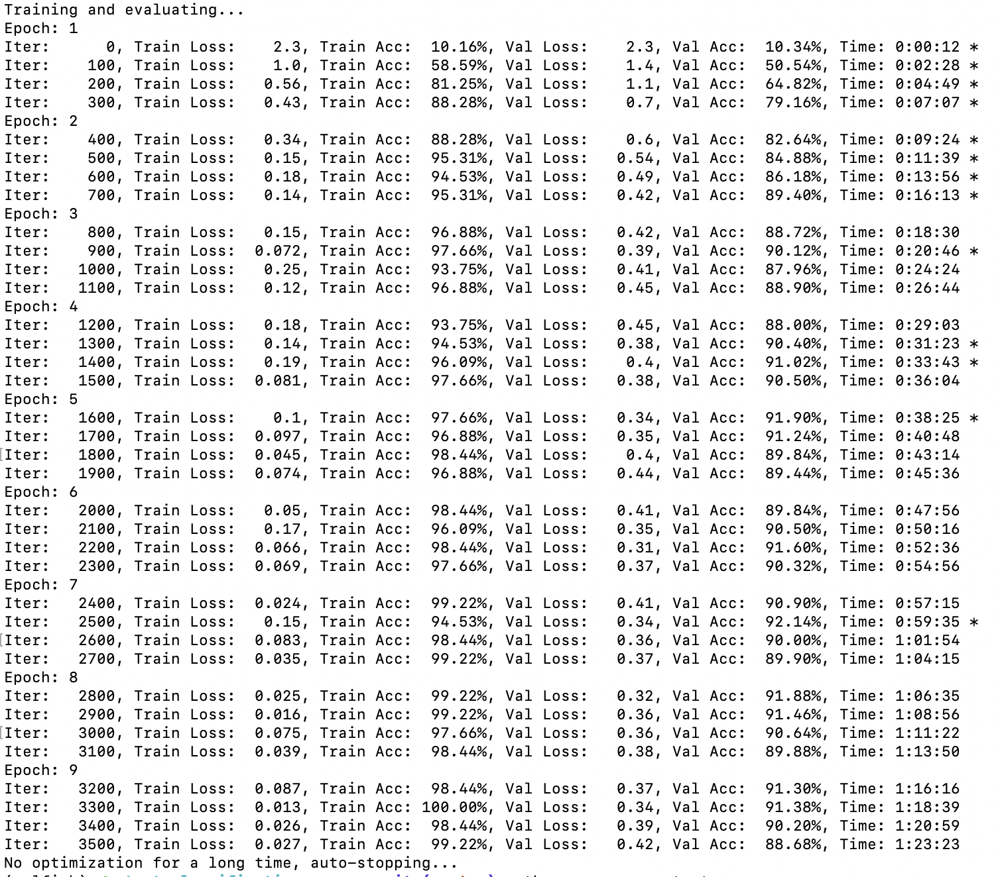 Training and evaluating...
Epoch: 1
Iter:      0, Train Loss:    2.3, Train Acc:  10.16%, Val Loss:    2.3, Val Acc:  10.34%, Time: 0:00:12 *
Iter:    100, Train Loss:    1.0, Train Acc:  58.59%, Val Loss:    1.4, Val Acc:  50.54%, Time: 0:02:28 *
Iter:    200, Train Loss:   0.56, Train Acc:  81.25%, Val Loss:    1.1, Val Acc:  64.82%, Time: 0:04:49 *
Iter:    300, Train Loss:   0.43, Train Acc:  88.28%, Val Loss:    0.7, Val Acc:  79.16%, Time: 0:07:07 *
Epoch: 2
Iter:    400, Train Loss:   0.34, Train Acc:  88.28%, Val Loss:    0.6, Val Acc:  82.64%, Time: 0:09:24 *
Iter:    500, Train Loss:   0.15, Train Acc:  95.31%, Val Loss:   0.54, Val Acc:  84.88%, Time: 0:11:39 *
Iter:    600, Train Loss:   0.18, Train Acc:  94.53%, Val Loss:   0.49, Val Acc:  86.18%, Time: 0:13:56 *
Iter:    700, Train Loss:   0.14, Train Acc:  95.31%, Val Loss:   0.42, Val Acc:  89.40%, Time: 0:16:13 *
Epoch: 3
Iter:    800, Train Loss:   0.15, Train Acc:  96.88%, Val Loss:   0.42, Val Acc:  88.72%, Time: 0:18:30
Iter:    900, Train Loss:  0.072, Train Acc:  97.66%, Val Loss:   0.39, Val Acc:  90.12%, Time: 0:20:46 *
Iter:   1000, Train Loss:   0.25, Train Acc:  93.75%, Val Loss:   0.41, Val Acc:  87.96%, Time: 0:24:24
Iter:   1100, Train Loss:   0.12, Train Acc:  96.88%, Val Loss:   0.45, Val Acc:  88.90%, Time: 0:26:44
Epoch: 4
Iter:   1200, Train Loss:   0.18, Train Acc:  93.75%, Val Loss:   0.45, Val Acc:  88.00%, Time: 0:29:03
Iter:   1300, Train Loss:   0.14, Train Acc:  94.53%, Val Loss:   0.38, Val Acc:  90.40%, Time: 0:31:23 *
Iter:   1400, Train Loss:   0.19, Train Acc:  96.09%, Val Loss:    0.4, Val Acc:  91.02%, Time: 0:33:43 *
Iter:   1500, Train Loss:  0.081, Train Acc:  97.66%, Val Loss:   0.38, Val Acc:  90.50%, Time: 0:36:04
Epoch: 5
Iter:   1600, Train Loss:    0.1, Train Acc:  97.66%, Val Loss:   0.34, Val Acc:  91.90%, Time: 0:38:25 *
Iter:   1700, Train Loss:  0.097, Train Acc:  96.88%, Val Loss:   0.35, Val Acc:  91.24%, Time: 0:40:48
Iter:   1800, Train Loss:  0.045, Train Acc:  98.44%, Val Loss:    0.4, Val Acc:  89.84%, Time: 0:43:14
Iter:   1900, Train Loss:  0.074, Train Acc:  96.88%, Val Loss:   0.44, Val Acc:  89.44%, Time: 0:45:36
Epoch: 6
Iter:   2000, Train Loss:   0.05, Train Acc:  98.44%, Val Loss:   0.41, Val Acc:  89.84%, Time: 0:47:56
Iter:   2100, Train Loss:   0.17, Train Acc:  96.09%, Val Loss:   0.35, Val Acc:  90.50%, Time: 0:50:16
Iter:   2200, Train Loss:  0.066, Train Acc:  98.44%, Val Loss:   0.31, Val Acc:  91.60%, Time: 0:52:36
Iter:   2300, Train Loss:  0.069, Train Acc:  97.66%, Val Loss:   0.37, Val Acc:  90.32%, Time: 0:54:56
Epoch: 7
Iter:   2400, Train Loss:  0.024, Train Acc:  99.22%, Val Loss:   0.41, Val Acc:  90.90%, Time: 0:57:15
Iter:   2500, Train Loss:   0.15, Train Acc:  94.53%, Val Loss:   0.34, Val Acc:  92.14%, Time: 0:59:35 *
Iter:   2600, Train Loss:  0.083, Train Acc:  98.44%, Val Loss:   0.36, Val Acc:  90.00%, Time: 1:01:54
Iter:   2700, Train Loss:  0.035, Train Acc:  99.22%, Val Loss:   0.37, Val Acc:  89.90%, Time: 1:04:15
Epoch: 8
Iter:   2800, Train Loss:  0.025, Train Acc:  99.22%, Val Loss:   0.32, Val Acc:  91.88%, Time: 1:06:35
Iter:   2900, Train Loss:  0.016, Train Acc:  99.22%, Val Loss:   0.36, Val Acc:  91.46%, Time: 1:08:56
Iter:   3000, Train Loss:  0.075, Train Acc:  97.66%, Val Loss:   0.36, Val Acc:  90.64%, Time: 1:11:22
Iter:   3100, Train Loss:  0.039, Train Acc:  98.44%, Val Loss:   0.38, Val Acc:  89.88%, Time: 1:13:50
Epoch: 9
Iter:   3200, Train Loss:  0.087, Train Acc:  98.44%, Val Loss:   0.37, Val Acc:  91.30%, Time: 1:16:16
Iter:   3300, Train Loss:  0.013, Train Acc: 100.00%, Val Loss:   0.34, Val Acc:  91.38%, Time: 1:18:39
Iter:   3400, Train Loss:  0.026, Train Acc:  98.44%, Val Loss:   0.39, Val Acc:  90.20%, Time: 1:20:59
Iter:   3500, Train Loss:  0.027, Train Acc:  99.22%, Val Loss:   0.42, Val Acc:  88.68%, Time: 1:23:23
No optimization for a long time, auto-stopping...